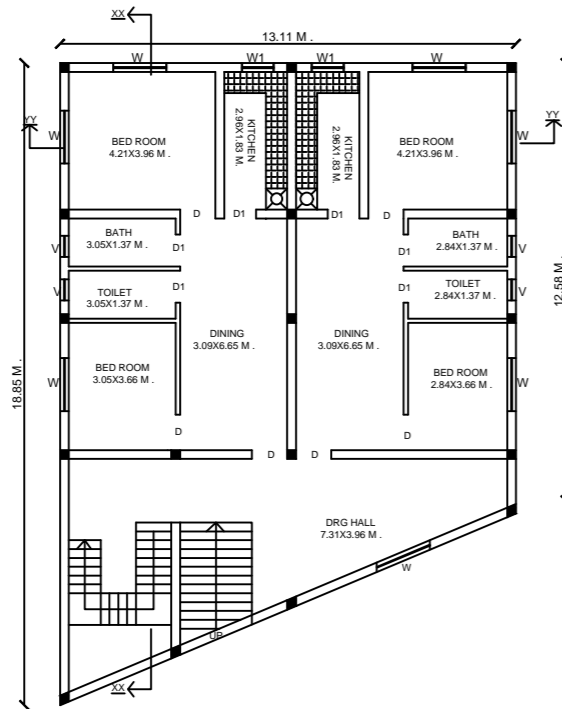 XX
13.11 M .
W
W1
W1
W
YY
W
BED ROOM
4.21X3.96 M .
KITCHEN
2.96X1.83 M.
KITCHEN
2.96X1.83 M.
BED ROOM
4.21X3.96 M .
W
YY
D
D1
D1
D
V
BATH
3.05X1.37 M .
D1
D1
BATH
2.84X1.37 M .
V
V
TOILET
3.05X1.37 M .
D1
D1
TOILET
2.84X1.37 M .
V
12.58 M .
DINING
3.09X6.65 M .
DINING
3.09X6.65 M .
18.85 M .
W
BED ROOM
3.05X3.66 M .
BED ROOM
2.84X3.66 M .
W
D
D
D
D
DRG HALL
7.31X3.96 M .
W
UP
XX